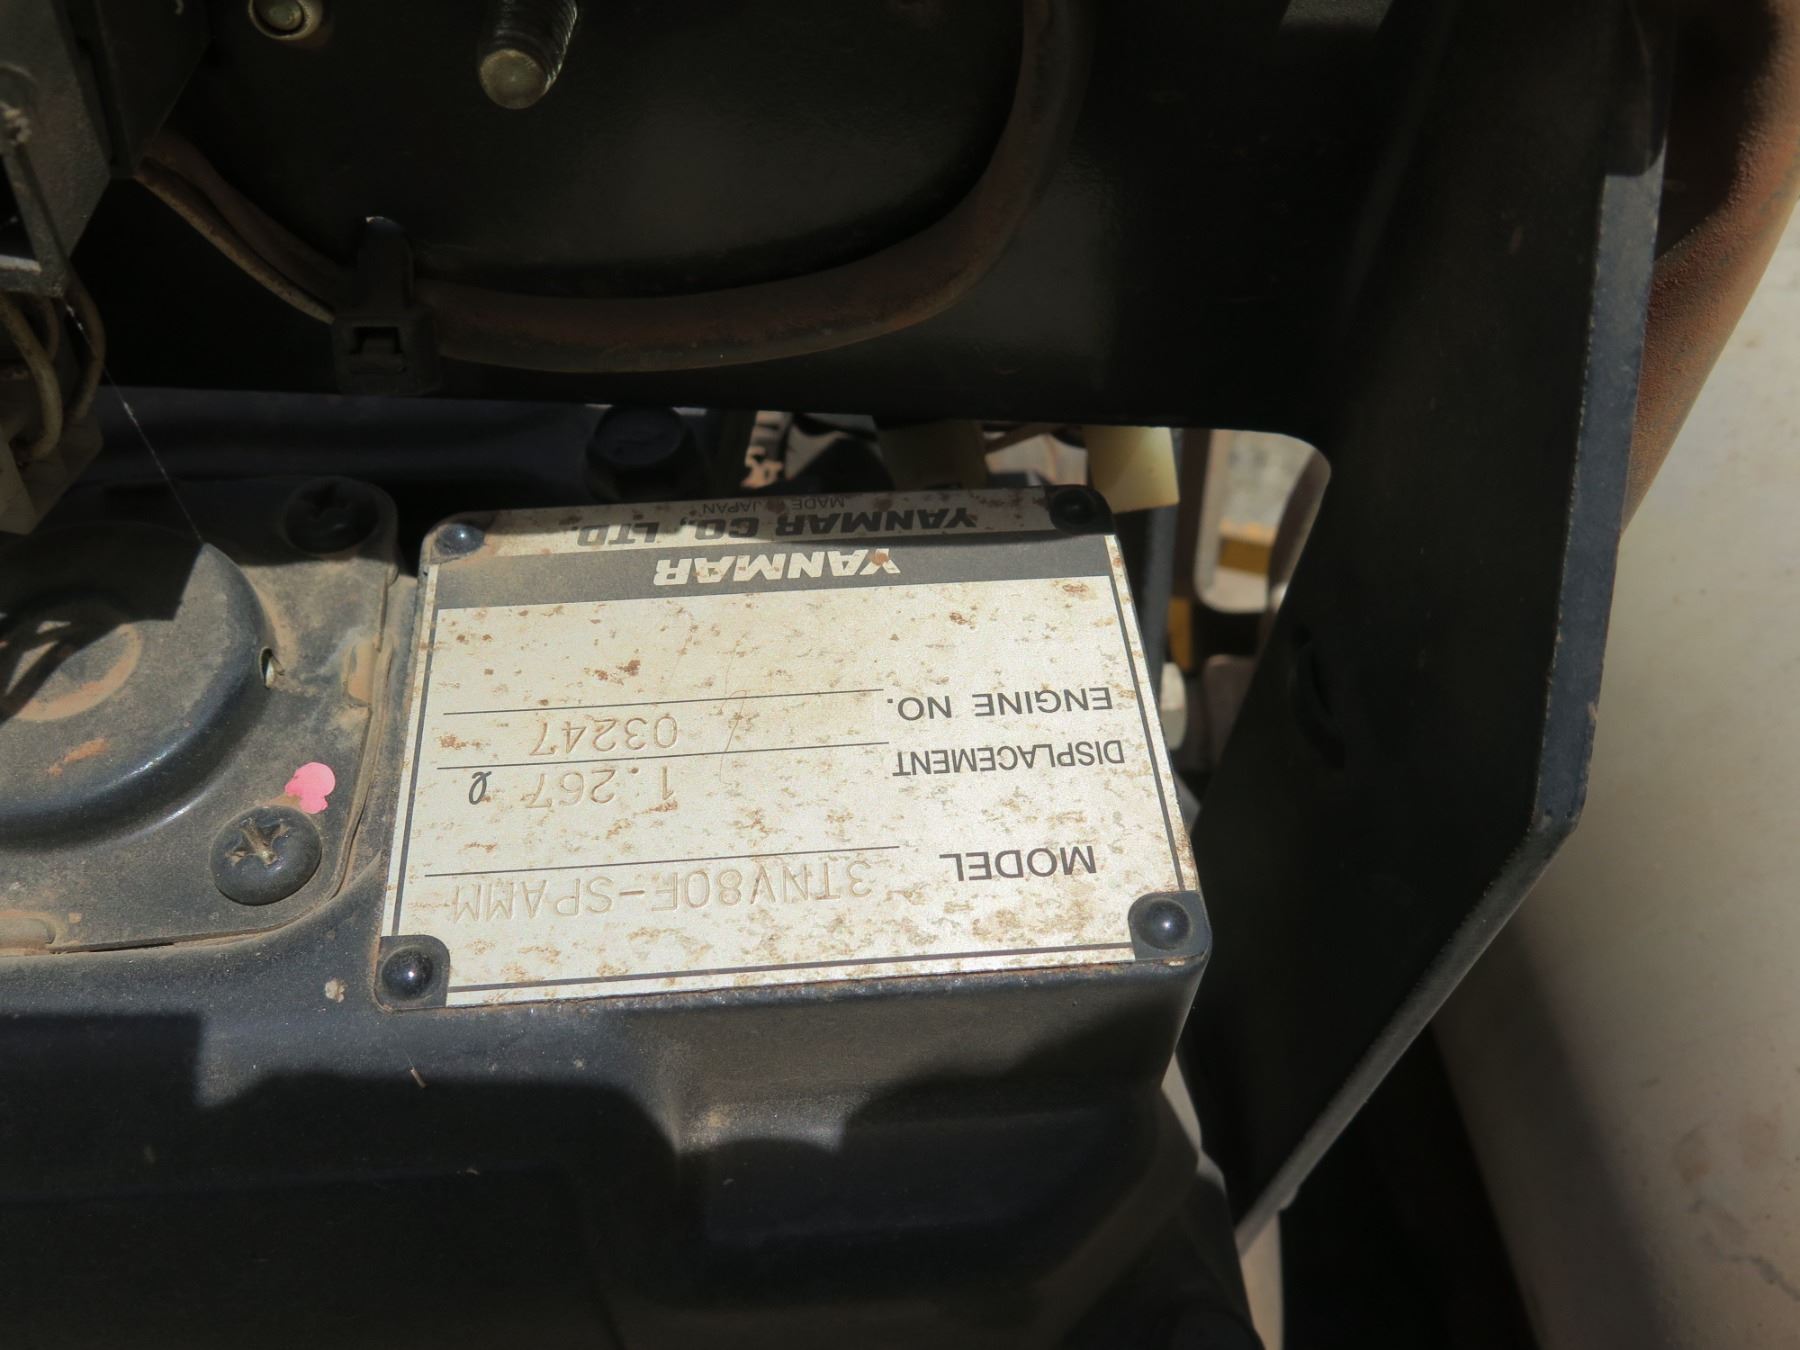 MODEL 3TNV80F-SPAMM
DISPLACEMENT 1.267 ℓ
ENGINE NO. 03247
YANMAR
YANMAR CO., LTD.
MADE IN JAPAN